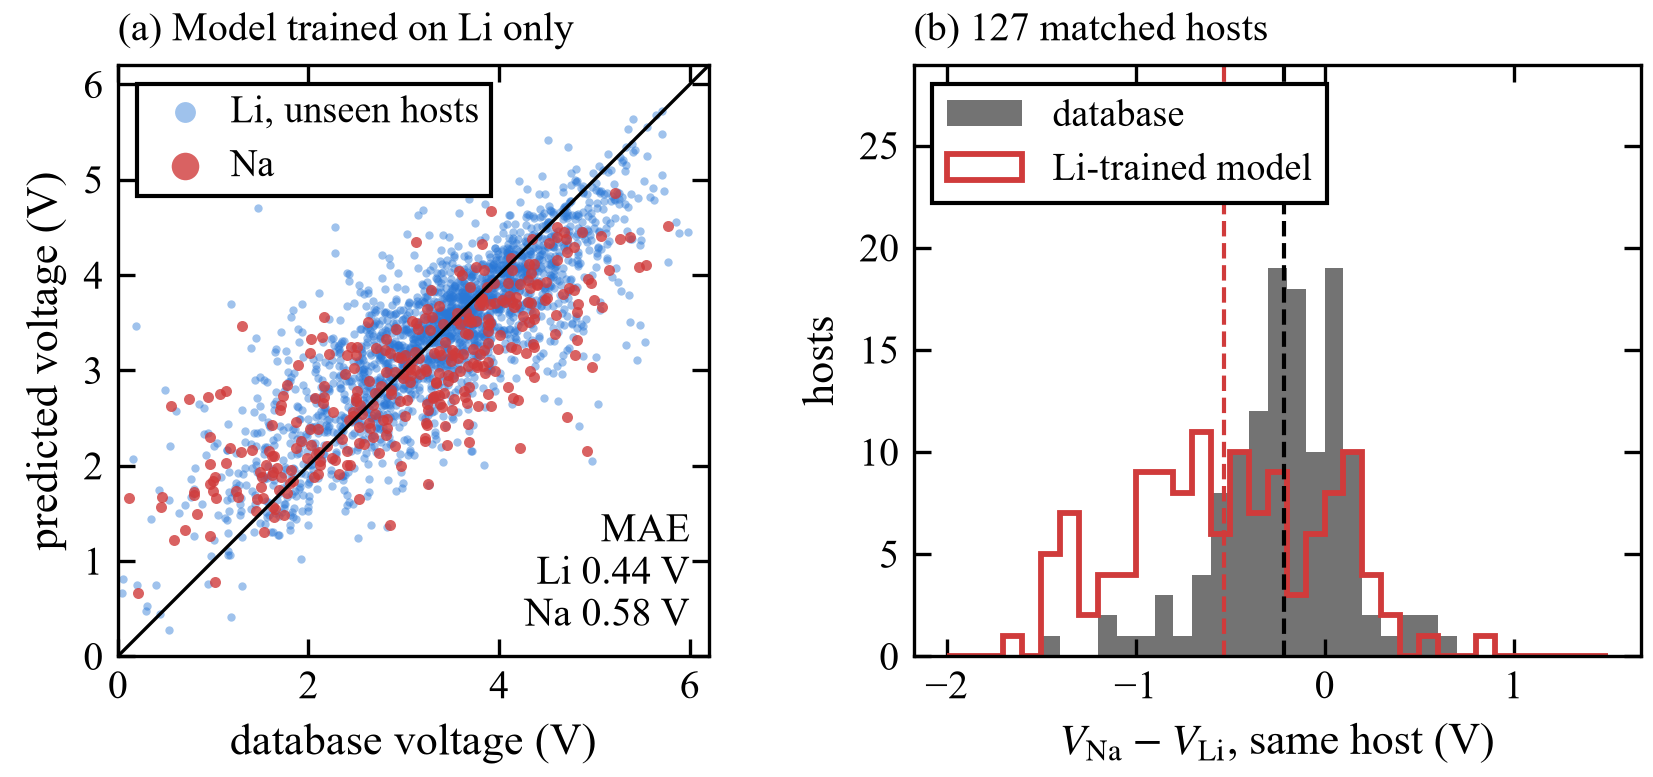 (a) Model trained on Li only
6
5
4
3
2
1
0
0
2
4
6
predicted voltage (V)
database voltage (V)
Li, unseen hosts
Na
MAE
Li 0.44 V
Na 0.58 V
(b) 127 matched hosts
25
20
15
10
5
0
−2
−1
0
1
hosts
V_Na − V_Li, same host (V)
database
Li-trained model